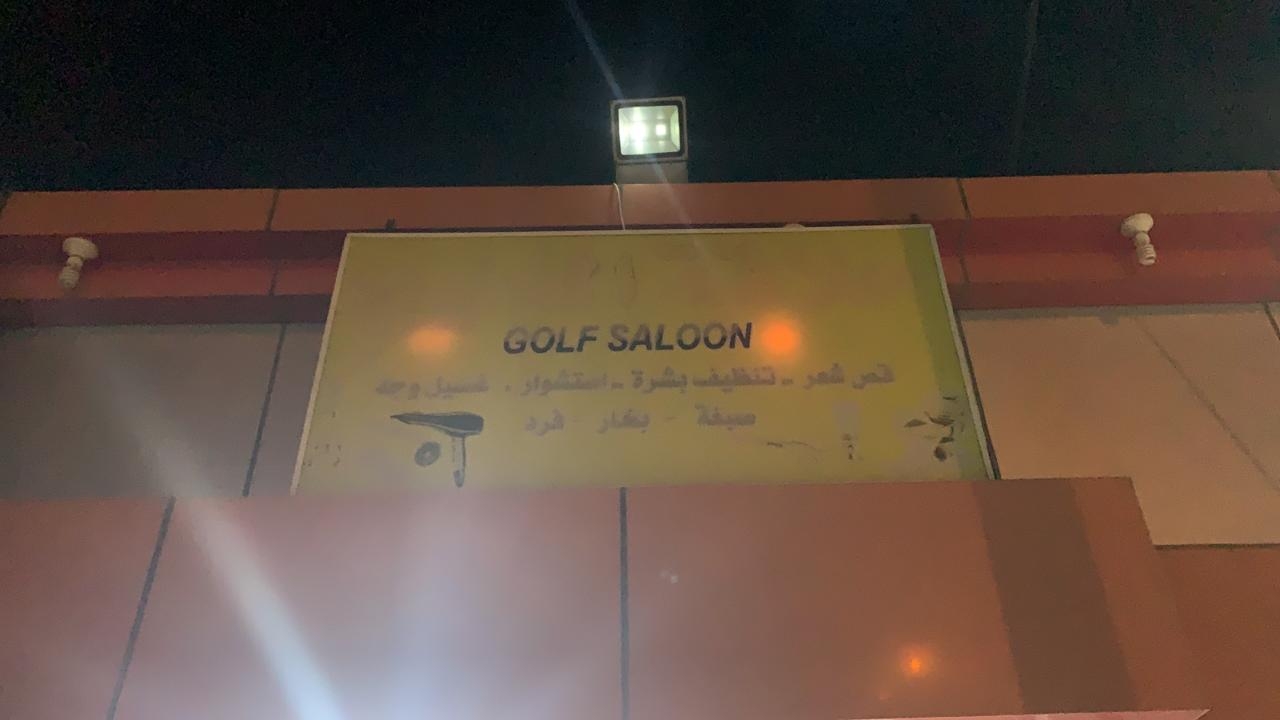 GOLF SALOON
قص شعر - تنظيف بشرة - استشوار . غسيل وجه
صبغة - بخار - فرد